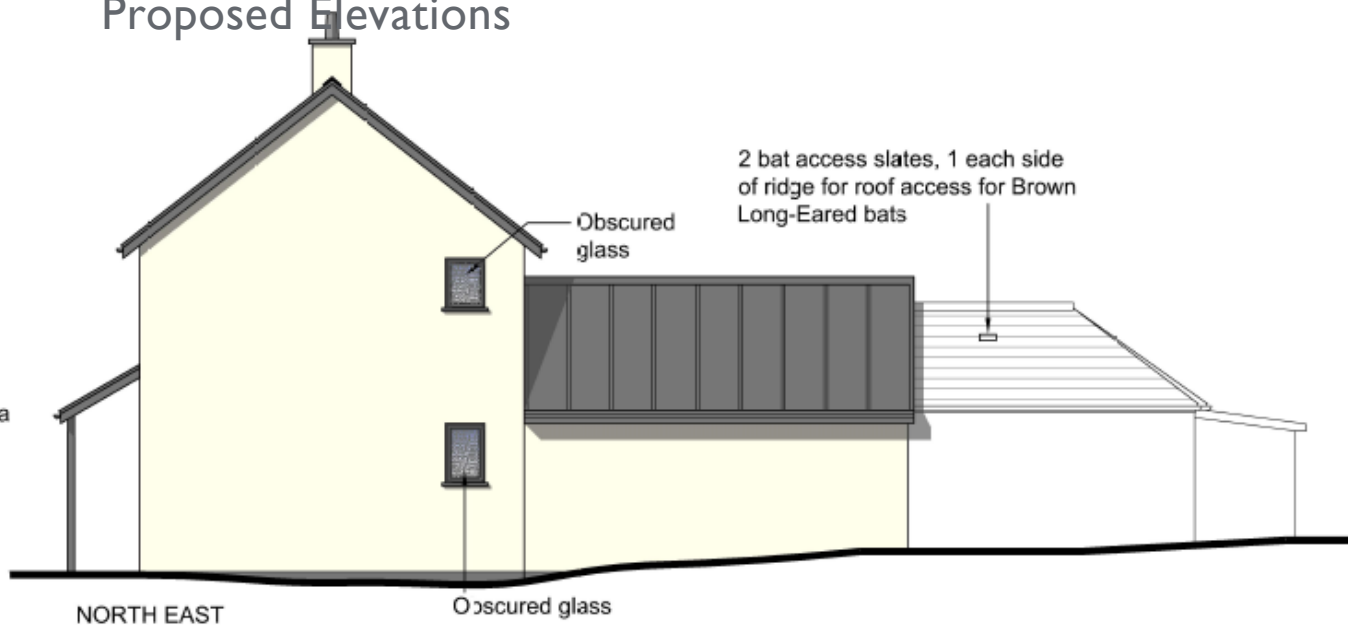 Proposed Elevations
2 bat access slates, 1 each side
of ridge for roof access for Brown
Long-Eared bats
Obscured
glass
a
Obscured glass
NORTH EAST